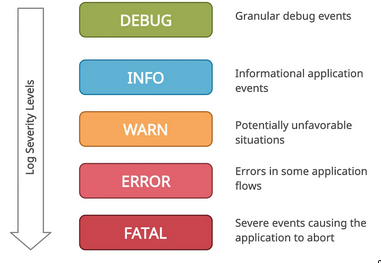 Log Severity Levels
DEBUG
Granular debug events
INFO
Informational application
events
WARN
Potentially unfavorable
situations
ERROR
Errors in some application
flows
FATAL
Severe events causing the
application to abort